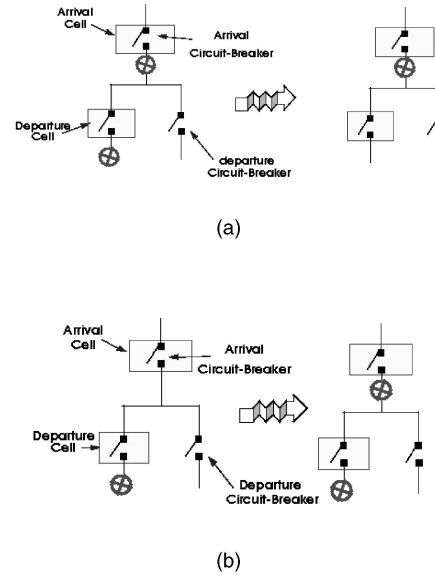 Arrival
Cell
Arrival
Circuit-Breaker
Departure
Cell
departure
Circuit-Breaker
(a)
Arrival
Cell
Arrival
Circuit-Breaker
Departure
Cell
Departure
Circuit-Breaker
(b)